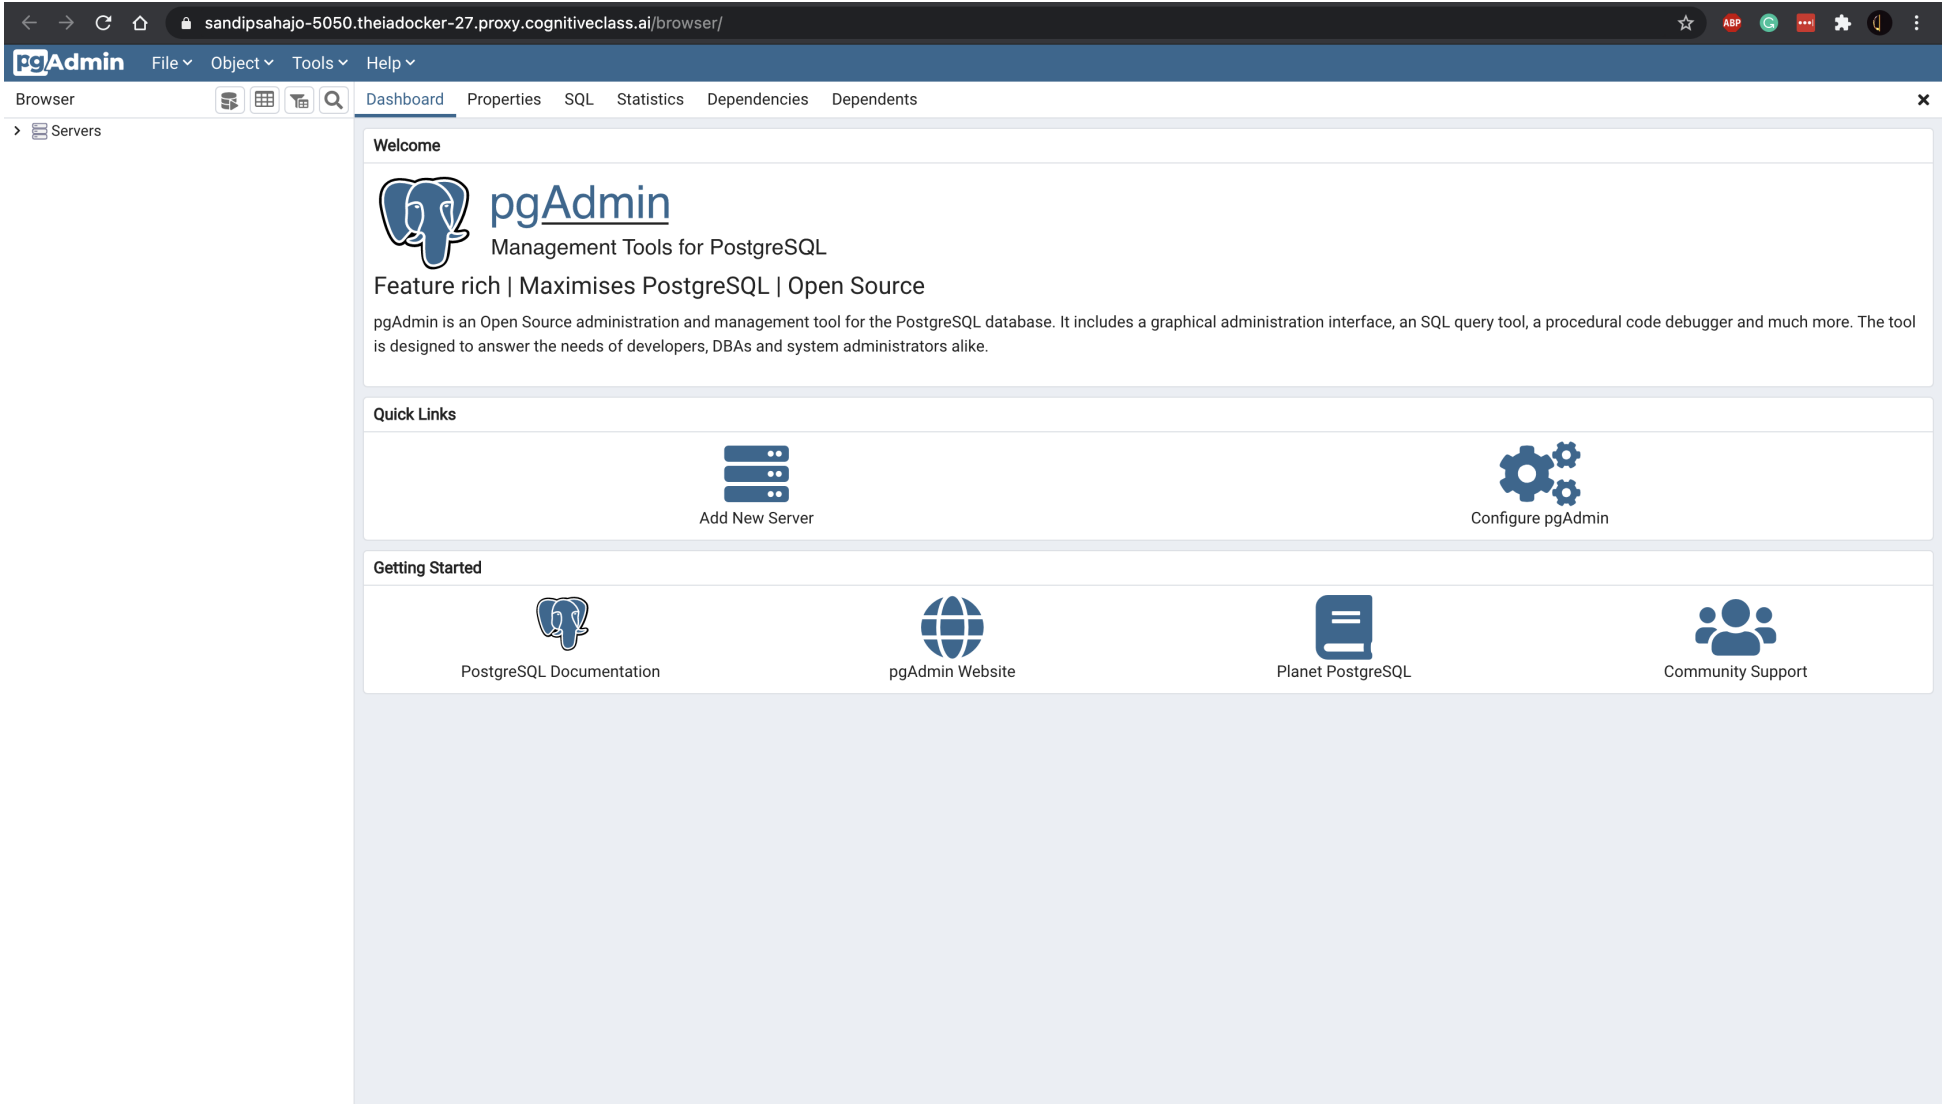 sandipsahajo-5050.theiadocker-27.proxy.cognitiveclass.ai/browser/
ABP
G
pgAdmin File Object Tools Help
Browser
Dashboard Properties SQL Statistics Dependencies Dependents
Servers
Welcome
pgAdmin
Management Tools for PostgreSQL
Feature rich | Maximises PostgreSQL | Open Source
pgAdmin is an Open Source administration and management tool for the PostgreSQL database. It includes a graphical administration interface, an SQL query tool, a procedural code debugger and much more. The tool
is designed to answer the needs of developers, DBAs and system administrators alike.
Quick Links
Add New Server
Configure pgAdmin
Getting Started
PostgreSQL Documentation
pgAdmin Website
Planet PostgreSQL
Community Support